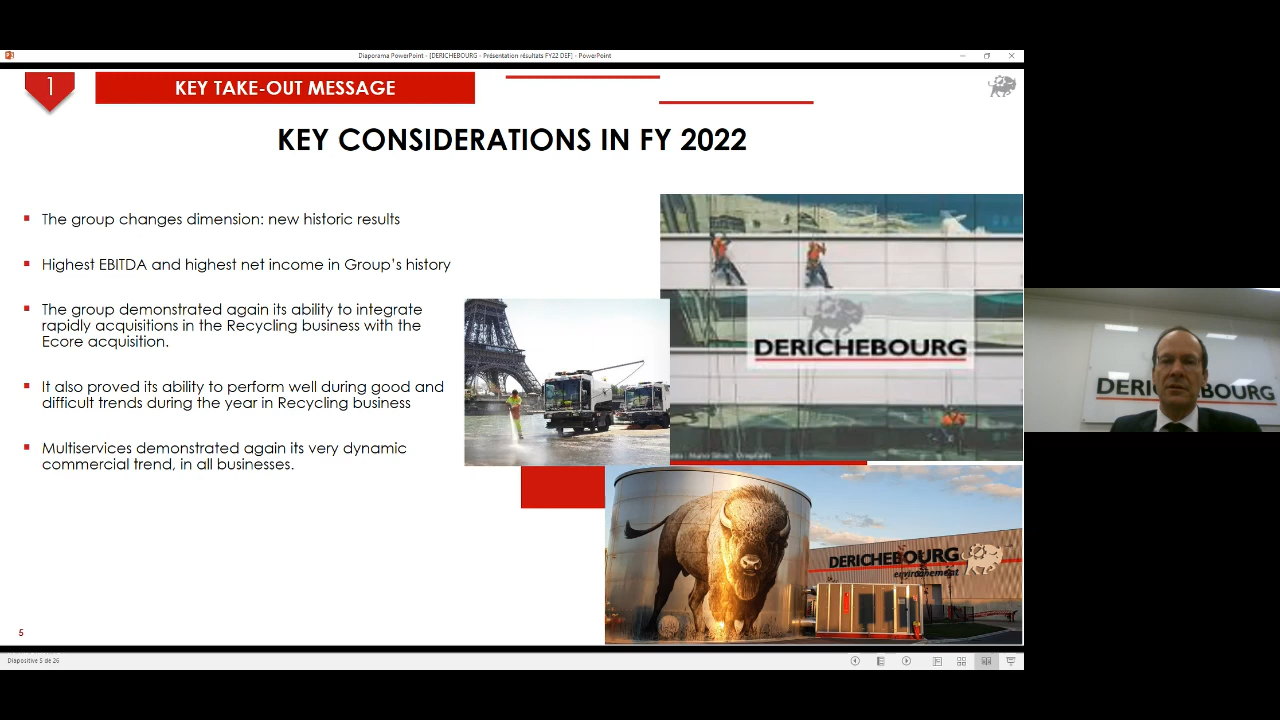 Diaporama PowerPoint - [DERICHEBOURG - Présentation résultats FY22 DEF] - PowerPoint
1
KEY TAKE-OUT MESSAGE
KEY CONSIDERATIONS IN FY 2022
▪ The group changes dimension: new historic results
▪ Highest EBITDA and highest net income in Group's history
▪ The group demonstrated again its ability to integrate
rapidly acquisitions in the Recycling business with the
Ecore acquisition.
▪ It also proved its ability to perform well during good and
difficult trends during the year in Recycling business
▪ Multiservices demonstrated again its very dynamic
commercial trend, in all businesses.
DERICHEBOURG
DERICHEBOURG
environnement
DERICHEBOURG
5
Diapositive 5 de 26